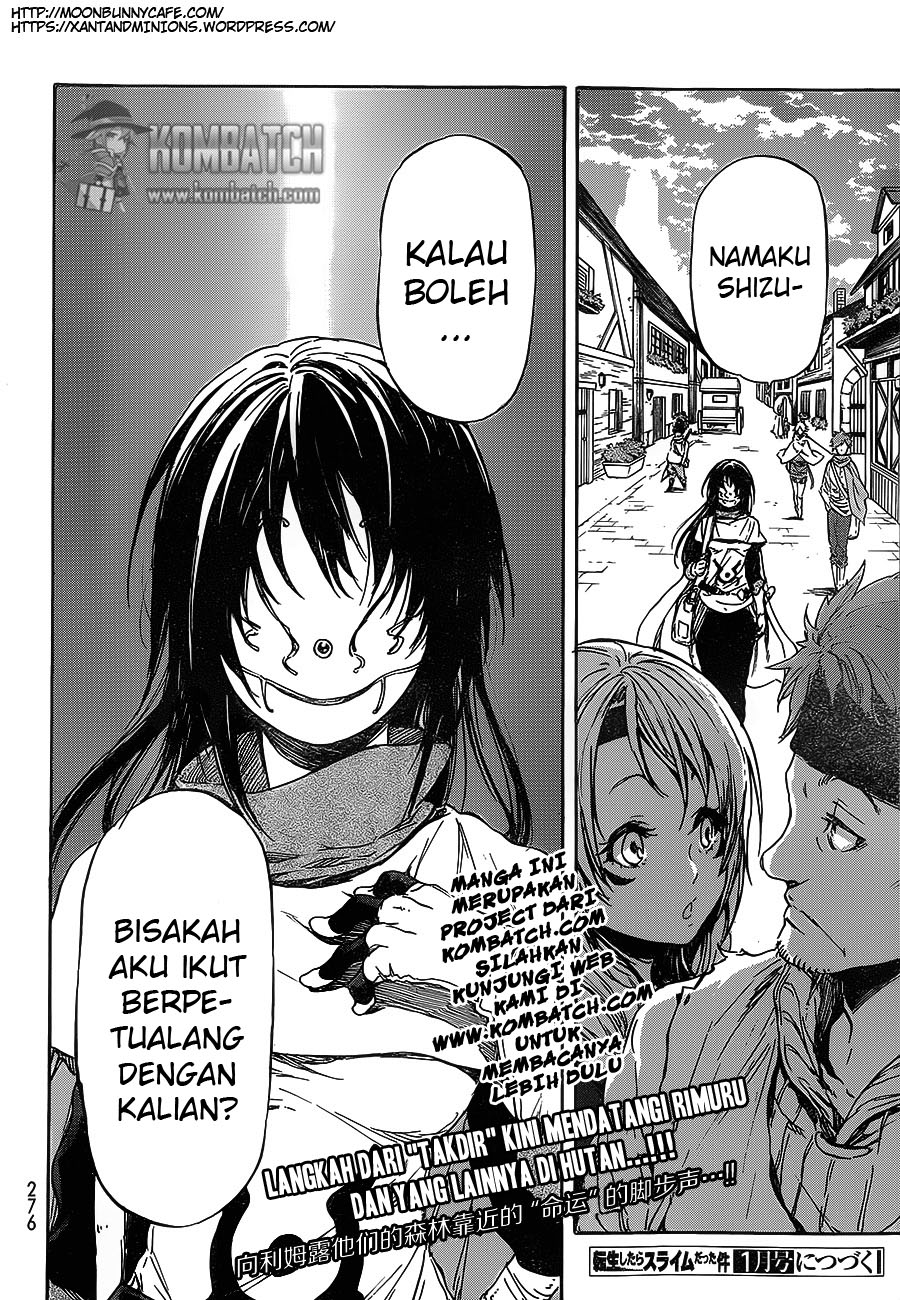 HTTP://MOONBUNNYCAFE.COM/
HTTPS://XANTANDMINIONS.WORDPRESS.COM/
KOMBATCH
www.kombatch.com
NAMAKU
SHIZU-
KALAU
BOLEH
...
BISAKAH
AKU IKUT
BERPE-
TUALANG
DENGAN
KALIAN?
MANGA INI
MERUPAKAN
PROJECT DARI
KOMBATCH.COM
SILAHKAN
KUNJUNGI WEB
KAMI DI
WWW.KOMBATCH.COM
UNTUK
MEMBACANYA
LEBIH DULU
LANGKAH DARI "TAKDIR" KINI MENDATANGI RIMURU
DAN YANG LAINNYA DI HUTAN...!!!
向利姆露他们的森林靠近的“命运”的脚步声…!!
転生したらスライムだった件 1月号につづく
276